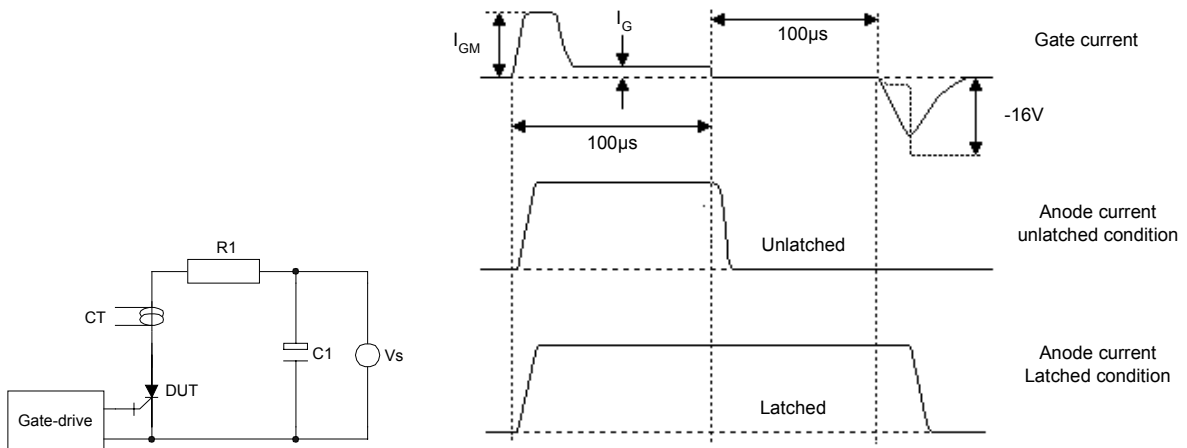 I_GM
I_G
100µs
Gate current
100µs
-16V
Unlatched
Anode current
unlatched condition
Latched
Anode current
Latched condition
R1
CT
C1
Vs
DUT
Gate-drive